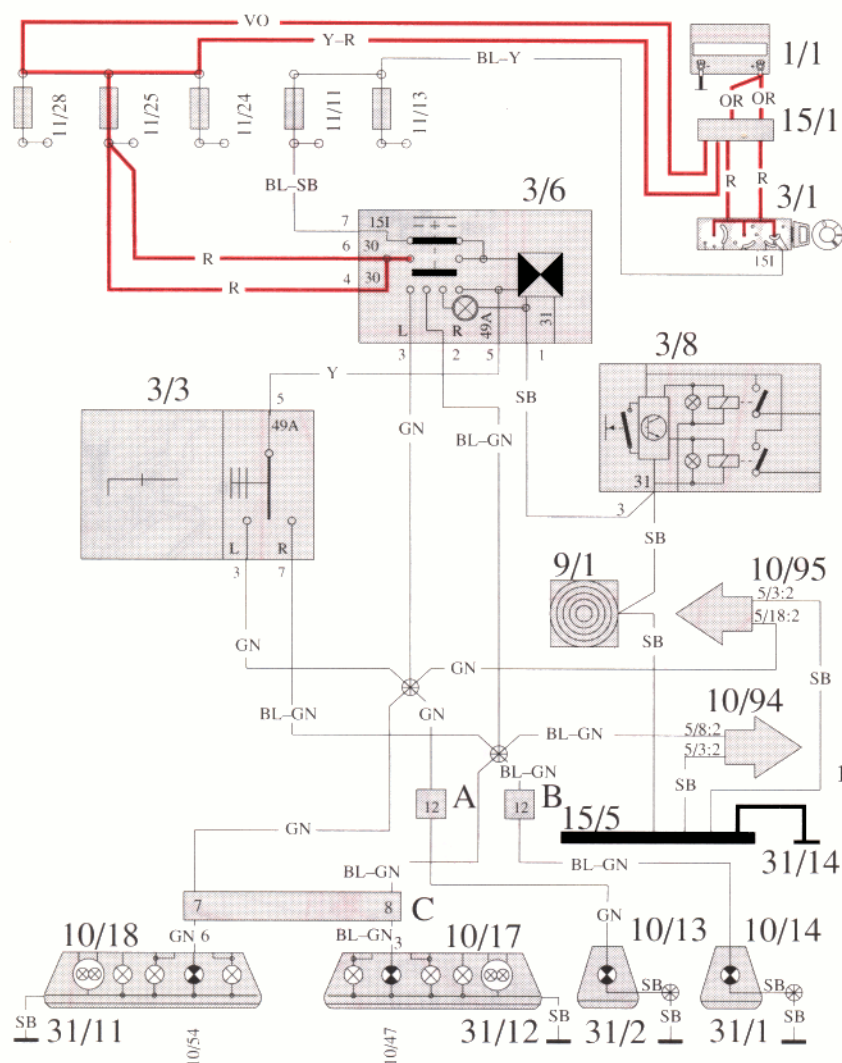 VO
Y–R
BL–Y
1/1
OR OR
11/28
11/25
11/24
11/11
11/13
15/1
R R
3/1
15I
BL–SB
3/6
7 15I
6 30
R
4 30
R
L R 49A 31
3 2 5 1
3/8
Y
3/3
5
49A
SB
GN
BL–GN
31
3
L R
3 7
SB
9/1
10/95
5/3:2
5/18:2
GN
GN
SB
SB
BL–GN
GN
10/94
BL–GN
5/8:2
5/3:2
BL–GN
SB
A
12
B
12
1
GN
15/5
31/14
BL–GN
BL–GN
7 8 C
GN
10/18
GN 6
BL–GN 3
10/17
10/13
10/14
SB
SB
SB
SB
SB
SB
31/11
31/12
31/2
31/1
10/54
10/47